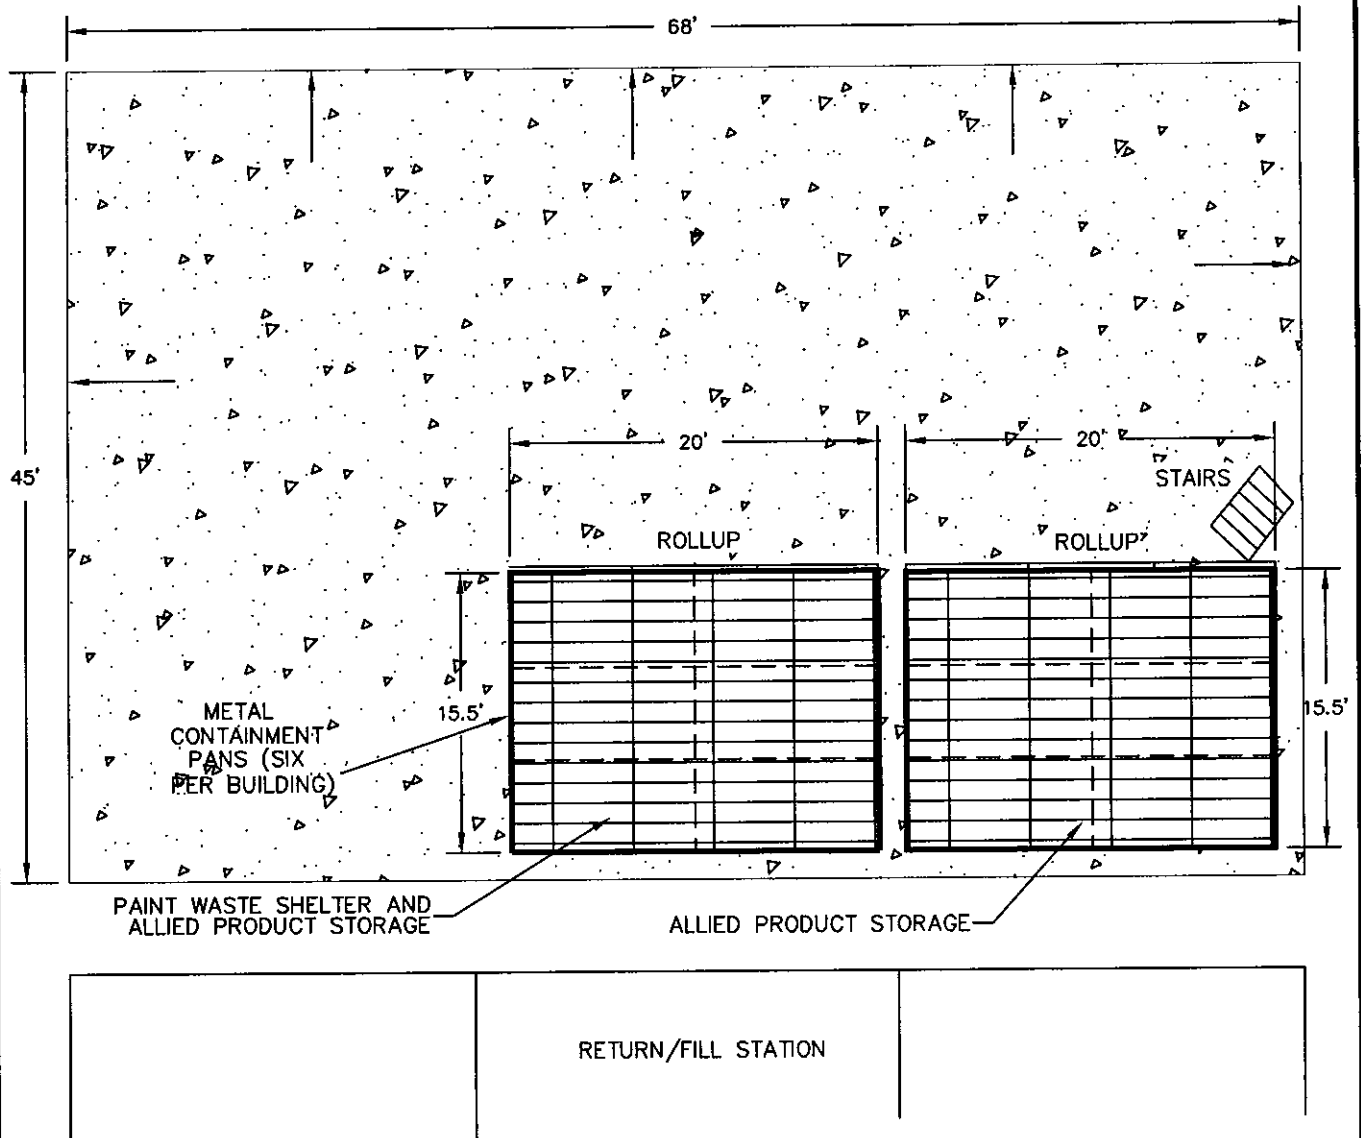 68'
45'
20'
20'
STAIRS
ROLLUP
ROLLUP
15.5'
15.5'
METAL
CONTAINMENT
PANS (SIX
PER BUILDING)
PAINT WASTE SHELTER AND
ALLIED PRODUCT STORAGE
ALLIED PRODUCT STORAGE
RETURN/FILL STATION